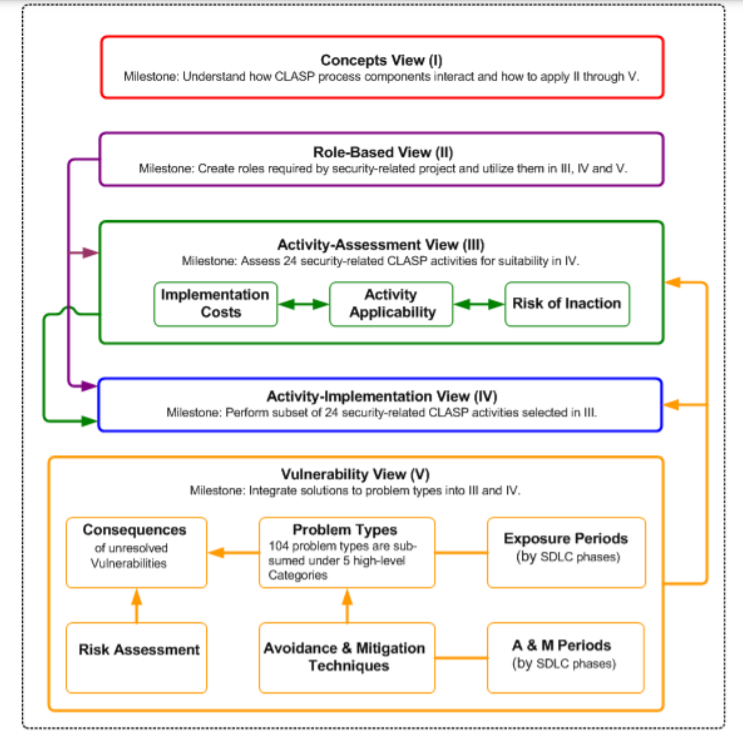 Concepts View (I)
Milestone: Understand how CLASP process components interact and how to apply II through V.
Role-Based View (II)
Milestone: Create roles required by security-related project and utilize them in III, IV and V.
Activity-Assessment View (III)
Milestone: Assess 24 security-related CLASP activities for suitability in IV.
Implementation
Costs
Activity
Applicability
Risk of Inaction
Activity-Implementation View (IV)
Milestone: Perform subset of 24 security-related CLASP activities selected in III.
Vulnerability View (V)
Milestone: Integrate solutions to problem types into III and IV.
Consequences
of unresolved
Vulnerabilities
Problem Types
104 problem types are sub-
sumed under 5 high-level
Categories
Exposure Periods
(by SDLC phases)
Risk Assessment
Avoidance & Mitigation
Techniques
A & M Periods
(by SDLC phases)